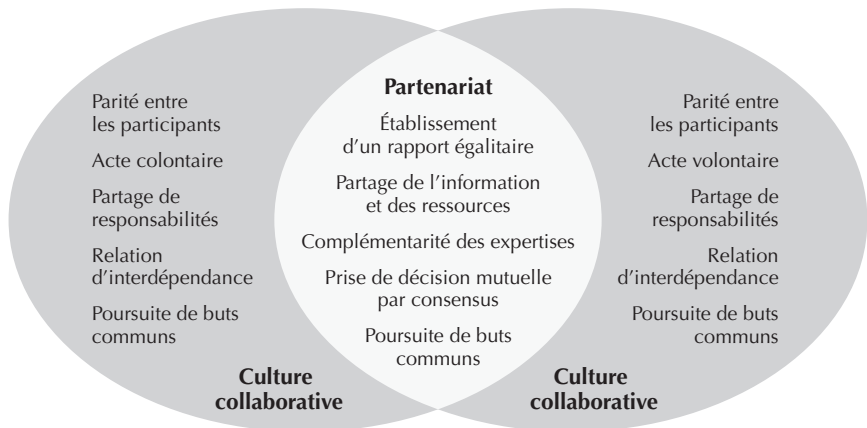 Parité entre
les participants
Acte colontaire
Partage de
responsabilités
Relation
d'interdépendance
Poursuite de buts
communs
Culture
collaborative
Partenariat
Établissement
d'un rapport égalitaire
Partage de l'information
et des ressources
Complémentarité des expertises
Prise de décision mutuelle
par consensus
Poursuite de buts
communs
Parité entre
les participants
Acte volontaire
Partage de
responsabilités
Relation
d'interdépendance
Poursuite de buts
communs
Culture
collaborative